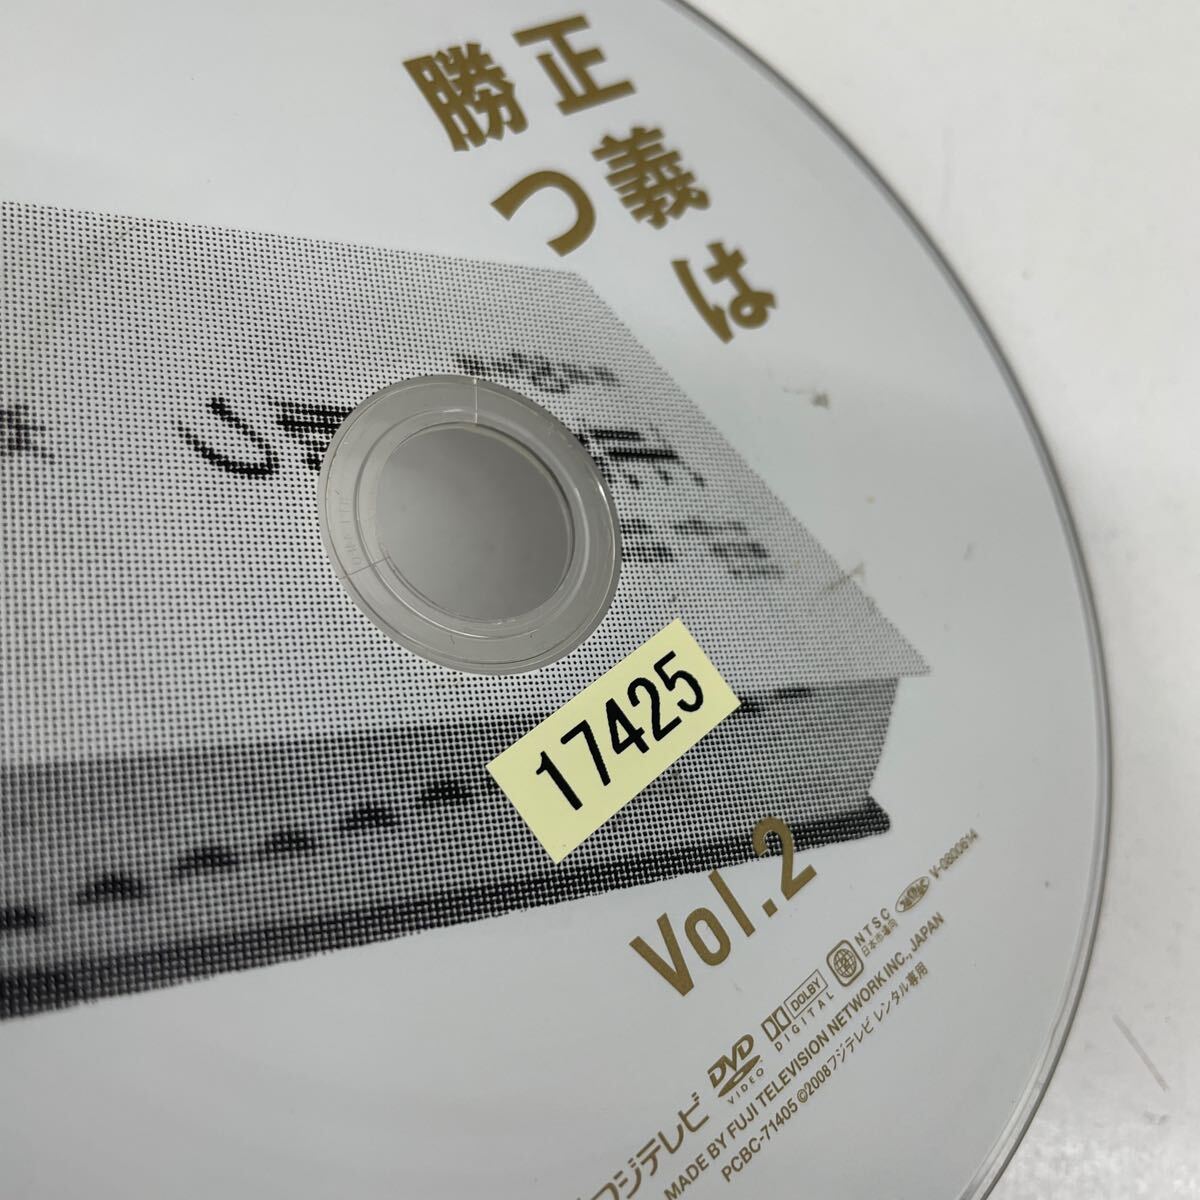 正義は
勝つ
17425
Vol.2
DVD
VIDEO
DOLBY
DIGITAL
NTSC
日本市場向
V-0800614
フジテレビ
MADE BY FUJI TELEVISION NETWORK INC., JAPAN
PCBC-71405 ©2008フジテレビ レンタル専用